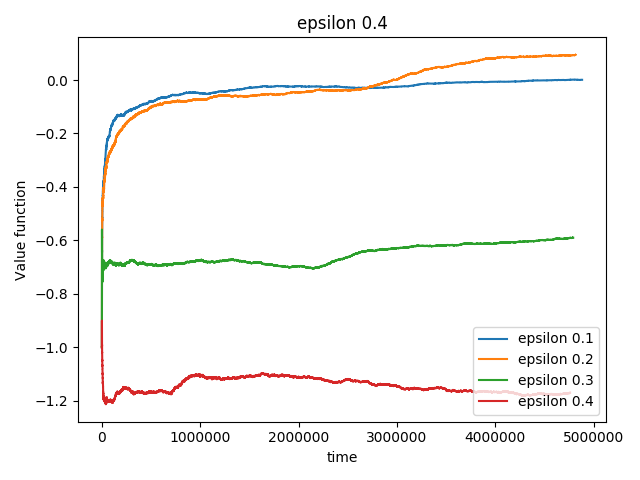 epsilon 0.4
Value function
0.0
−0.2
−0.4
−0.6
−0.8
−1.0
−1.2
0 1000000 2000000 3000000 4000000 5000000
time
epsilon 0.1
epsilon 0.2
epsilon 0.3
epsilon 0.4